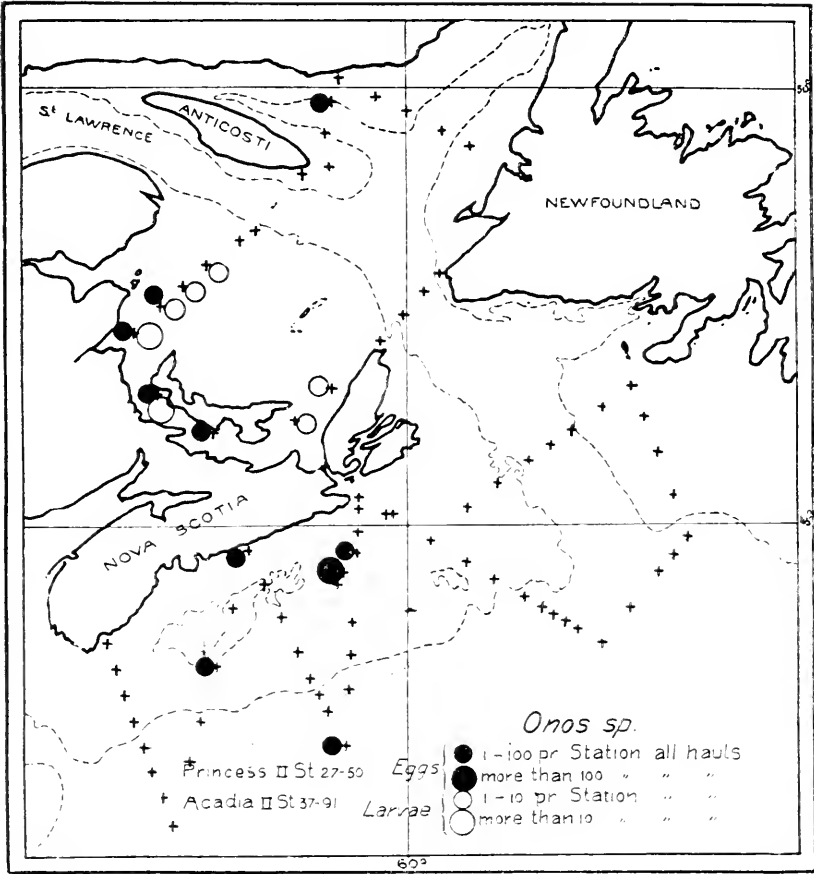 50°
St LAWRENCE
ANTICOSTI
NEWFOUNDLAND
NOVA SCOTIA
Onos sp.
Princess II St 27-50
Acadia II St 37-91
Eggs
1-100 pr Station all hauls
more than 100 " " "
Larvae
1-10 pr Station " "
more than 10 " " "
60°